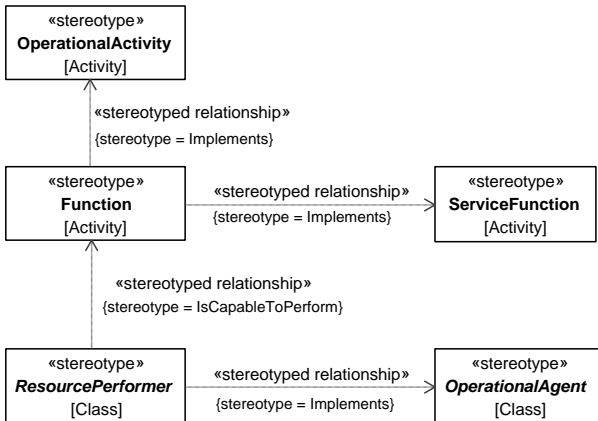 «stereotype»
OperationalActivity
[Activity]
«stereotyped relationship»
{stereotype = Implements}
«stereotype»
Function
[Activity]
«stereotyped relationship»
{stereotype = Implements}
«stereotype»
ServiceFunction
[Activity]
«stereotyped relationship»
{stereotype = IsCapableToPerform}
«stereotype»
ResourcePerformer
[Class]
«stereotyped relationship»
{stereotype = Implements}
«stereotype»
OperationalAgent
[Class]